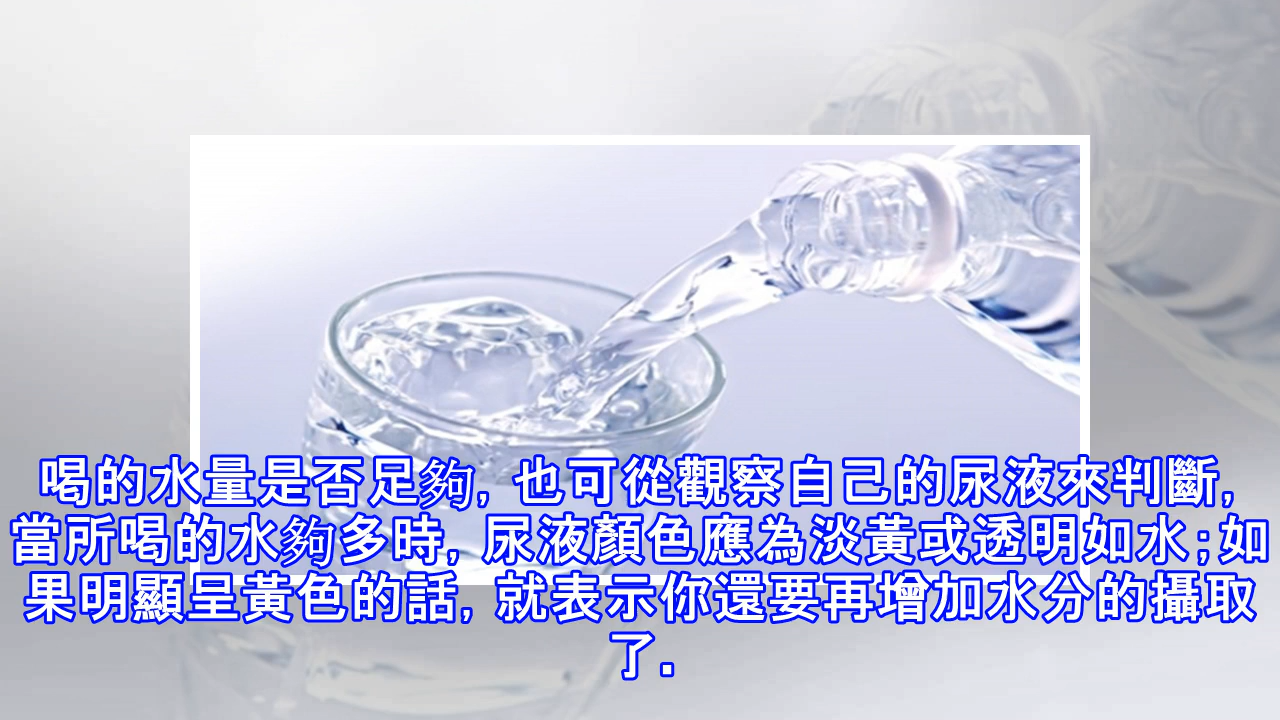 喝的水量是否足夠, 也可從觀察自己的尿液來判斷,
當所喝的水夠多時, 尿液顏色應為淡黃或透明如水;如
果明顯呈黃色的話, 就表示你還要再增加水分的攝取
了.